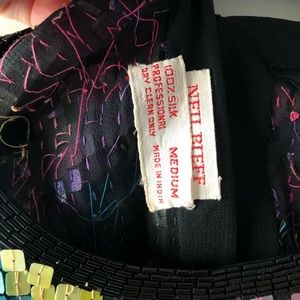 NEIL BIEFF
100% SILK
PROFESSIONAL
DRY CLEAN ONLY
MEDIUM
MADE IN INDIA